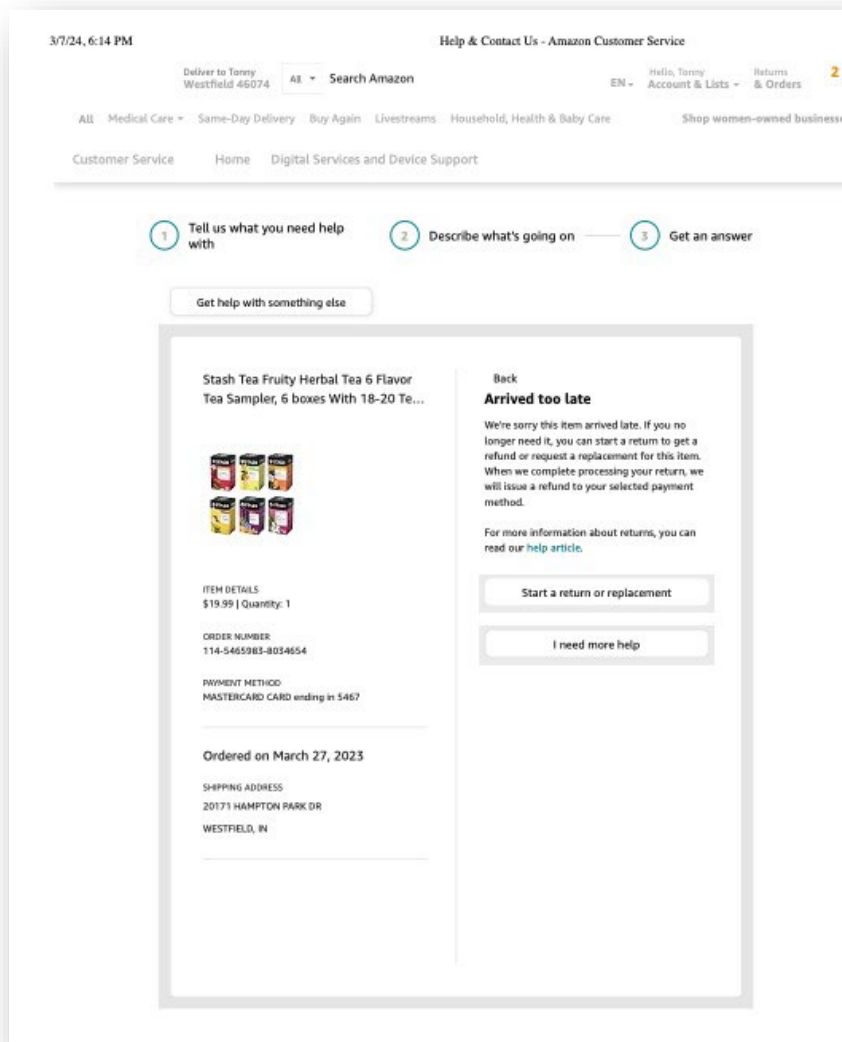 3/7/24, 6:14 PM
Help & Contact Us - Amazon Customer Service
Deliver to Tonny
Westfield 46074
All
Search Amazon
EN
Hello, Tonny
Account & Lists
Returns
& Orders
2
All
Medical Care
Same-Day Delivery
Buy Again
Livestreams
Household, Health & Baby Care
Shop women-owned businesse
Customer Service
Home
Digital Services and Device Support
1
Tell us what you need help
with
2
Describe what's going on
3
Get an answer
Get help with something else
Stash Tea Fruity Herbal Tea 6 Flavor
Tea Sampler, 6 boxes With 18-20 Te...
ITEM DETAILS
$19.99 | Quantity: 1
ORDER NUMBER
114-5465983-8034654
PAYMENT METHOD
MASTERCARD CARD ending in 5467
Ordered on March 27, 2023
SHIPPING ADDRESS
20171 HAMPTON PARK DR
WESTFIELD, IN
Back
Arrived too late
We're sorry this item arrived late. If you no
longer need it, you can start a return to get a
refund or request a replacement for this item.
When we complete processing your return, we
will issue a refund to your selected payment
method.
For more information about returns, you can
read our help article.
Start a return or replacement
I need more help